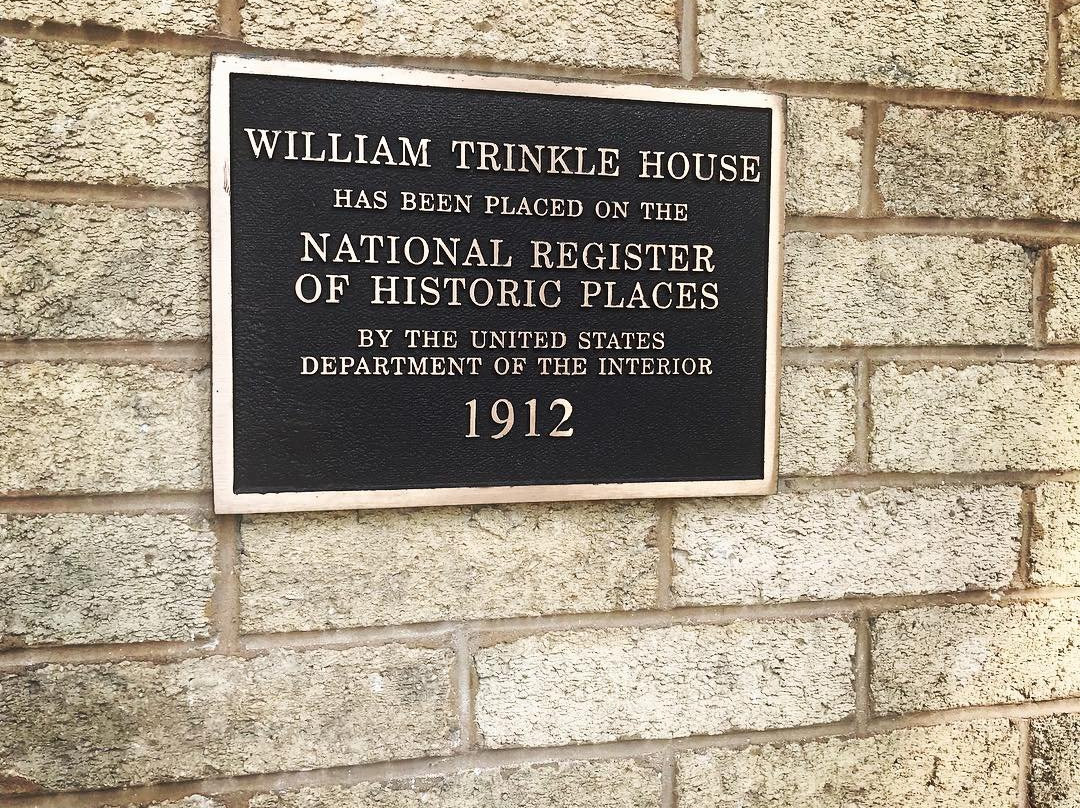 WILLIAM TRINKLE HOUSE
HAS BEEN PLACED ON THE
NATIONAL REGISTER
OF HISTORIC PLACES
BY THE UNITED STATES
DEPARTMENT OF THE INTERIOR
1912